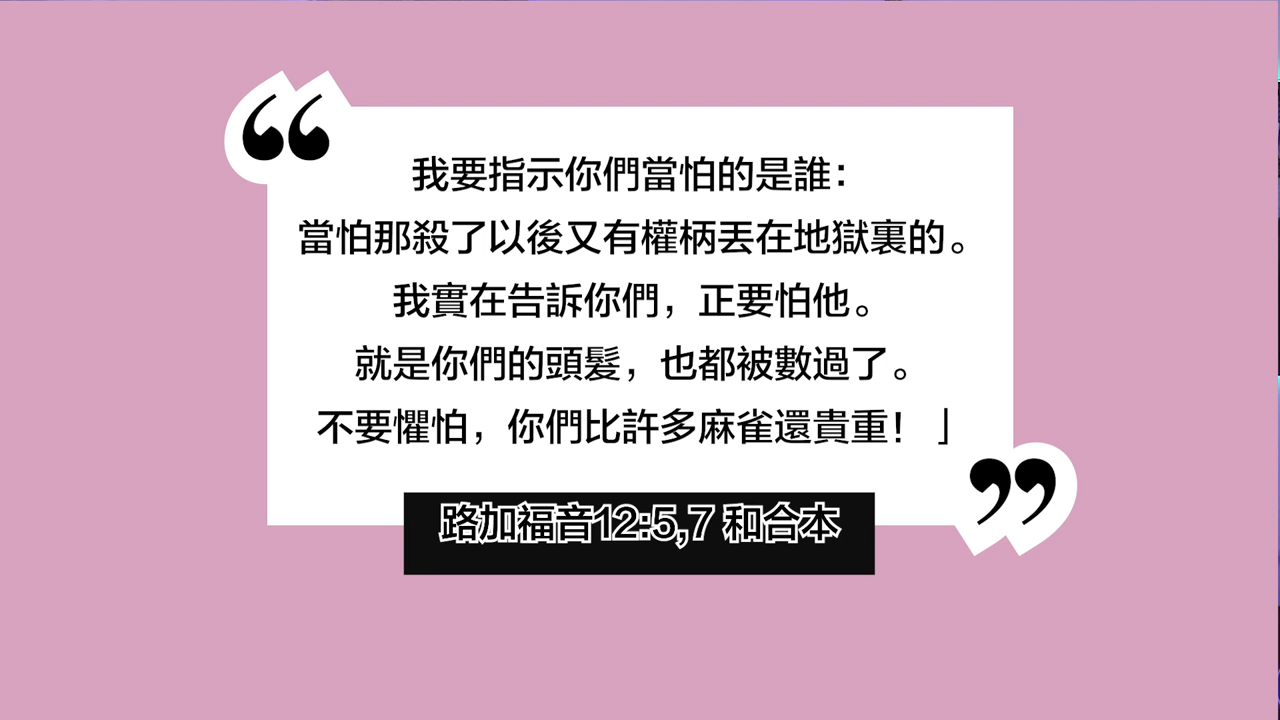 我要指示你們當怕的是誰：
當怕那殺了以後又有權柄丟在地獄裏的。
我實在告訴你們，正要怕他。
就是你們的頭髮，也都被數過了。
不要懼怕，你們比許多麻雀還貴重！」
路加福音12:5,7 和合本